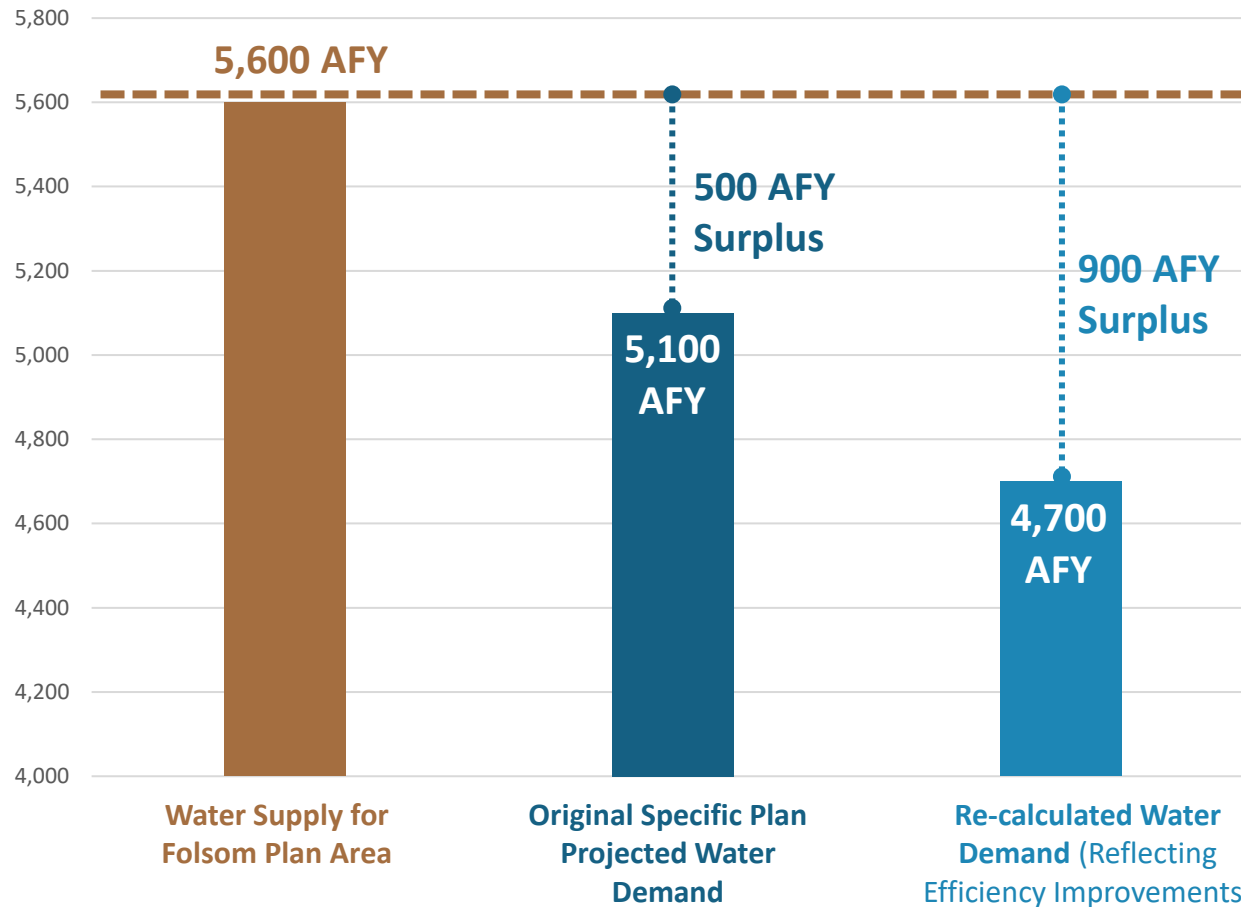 5,800
5,600 AFY
5,600
5,400
500 AFY
Surplus
5,200
900 AFY
Surplus
5,000
5,100
AFY
4,800
4,600
4,700
AFY
4,400
4,200
4,000
Water Supply for
Folsom Plan Area
Original Specific Plan
Projected Water
Demand
Re-calculated Water
Demand (Reflecting
Efficiency Improvements